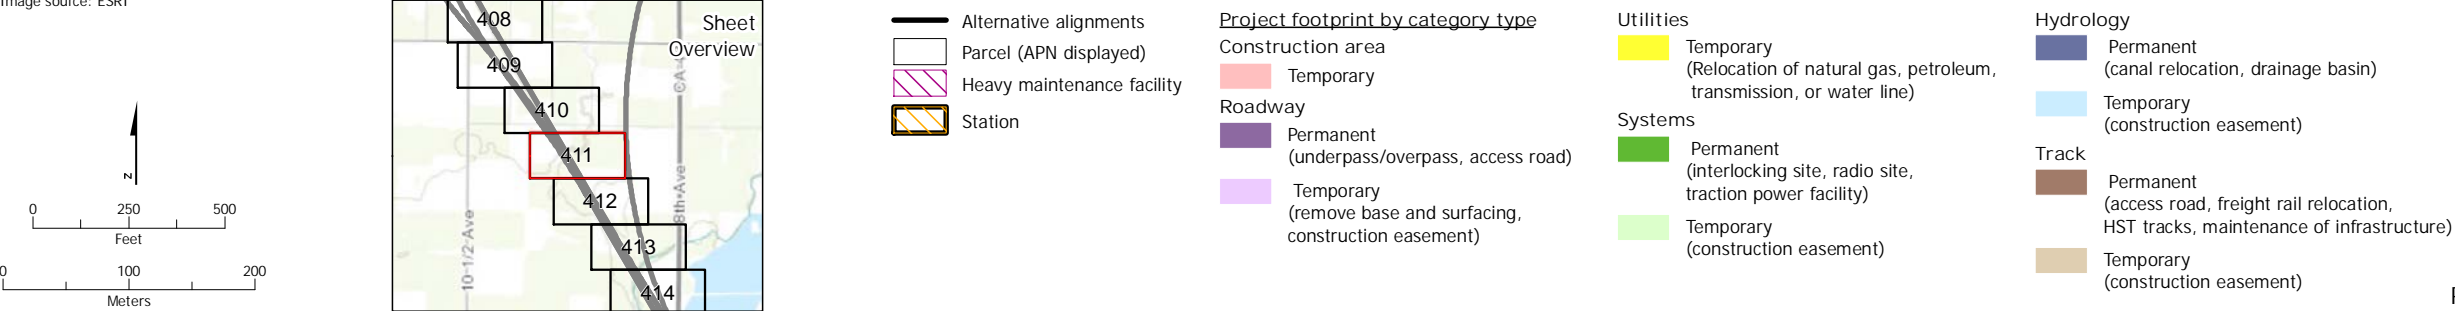 Image source: ESRI
N
0 250 500
Feet
0 100 200
Meters
Sheet
Overview
408
409
410
411
412
413
414
10-1/2-Ave
8th-Ave
Alternative alignments
Parcel (APN displayed)
Heavy maintenance facility
Station
Project footprint by category type
Construction area
Temporary
Roadway
Permanent
(underpass/overpass, access road)
Temporary
(remove base and surfacing,
construction easement)
Utilities
Temporary
(Relocation of natural gas, petroleum,
transmission, or water line)
Systems
Permanent
(interlocking site, radio site,
traction power facility)
Temporary
(construction easement)
Hydrology
Permanent
(canal relocation, drainage basin)
Temporary
(construction easement)
Track
Permanent
(access road, freight rail relocation,
HST tracks, maintenance of infrastructure)
Temporary
(construction easement)